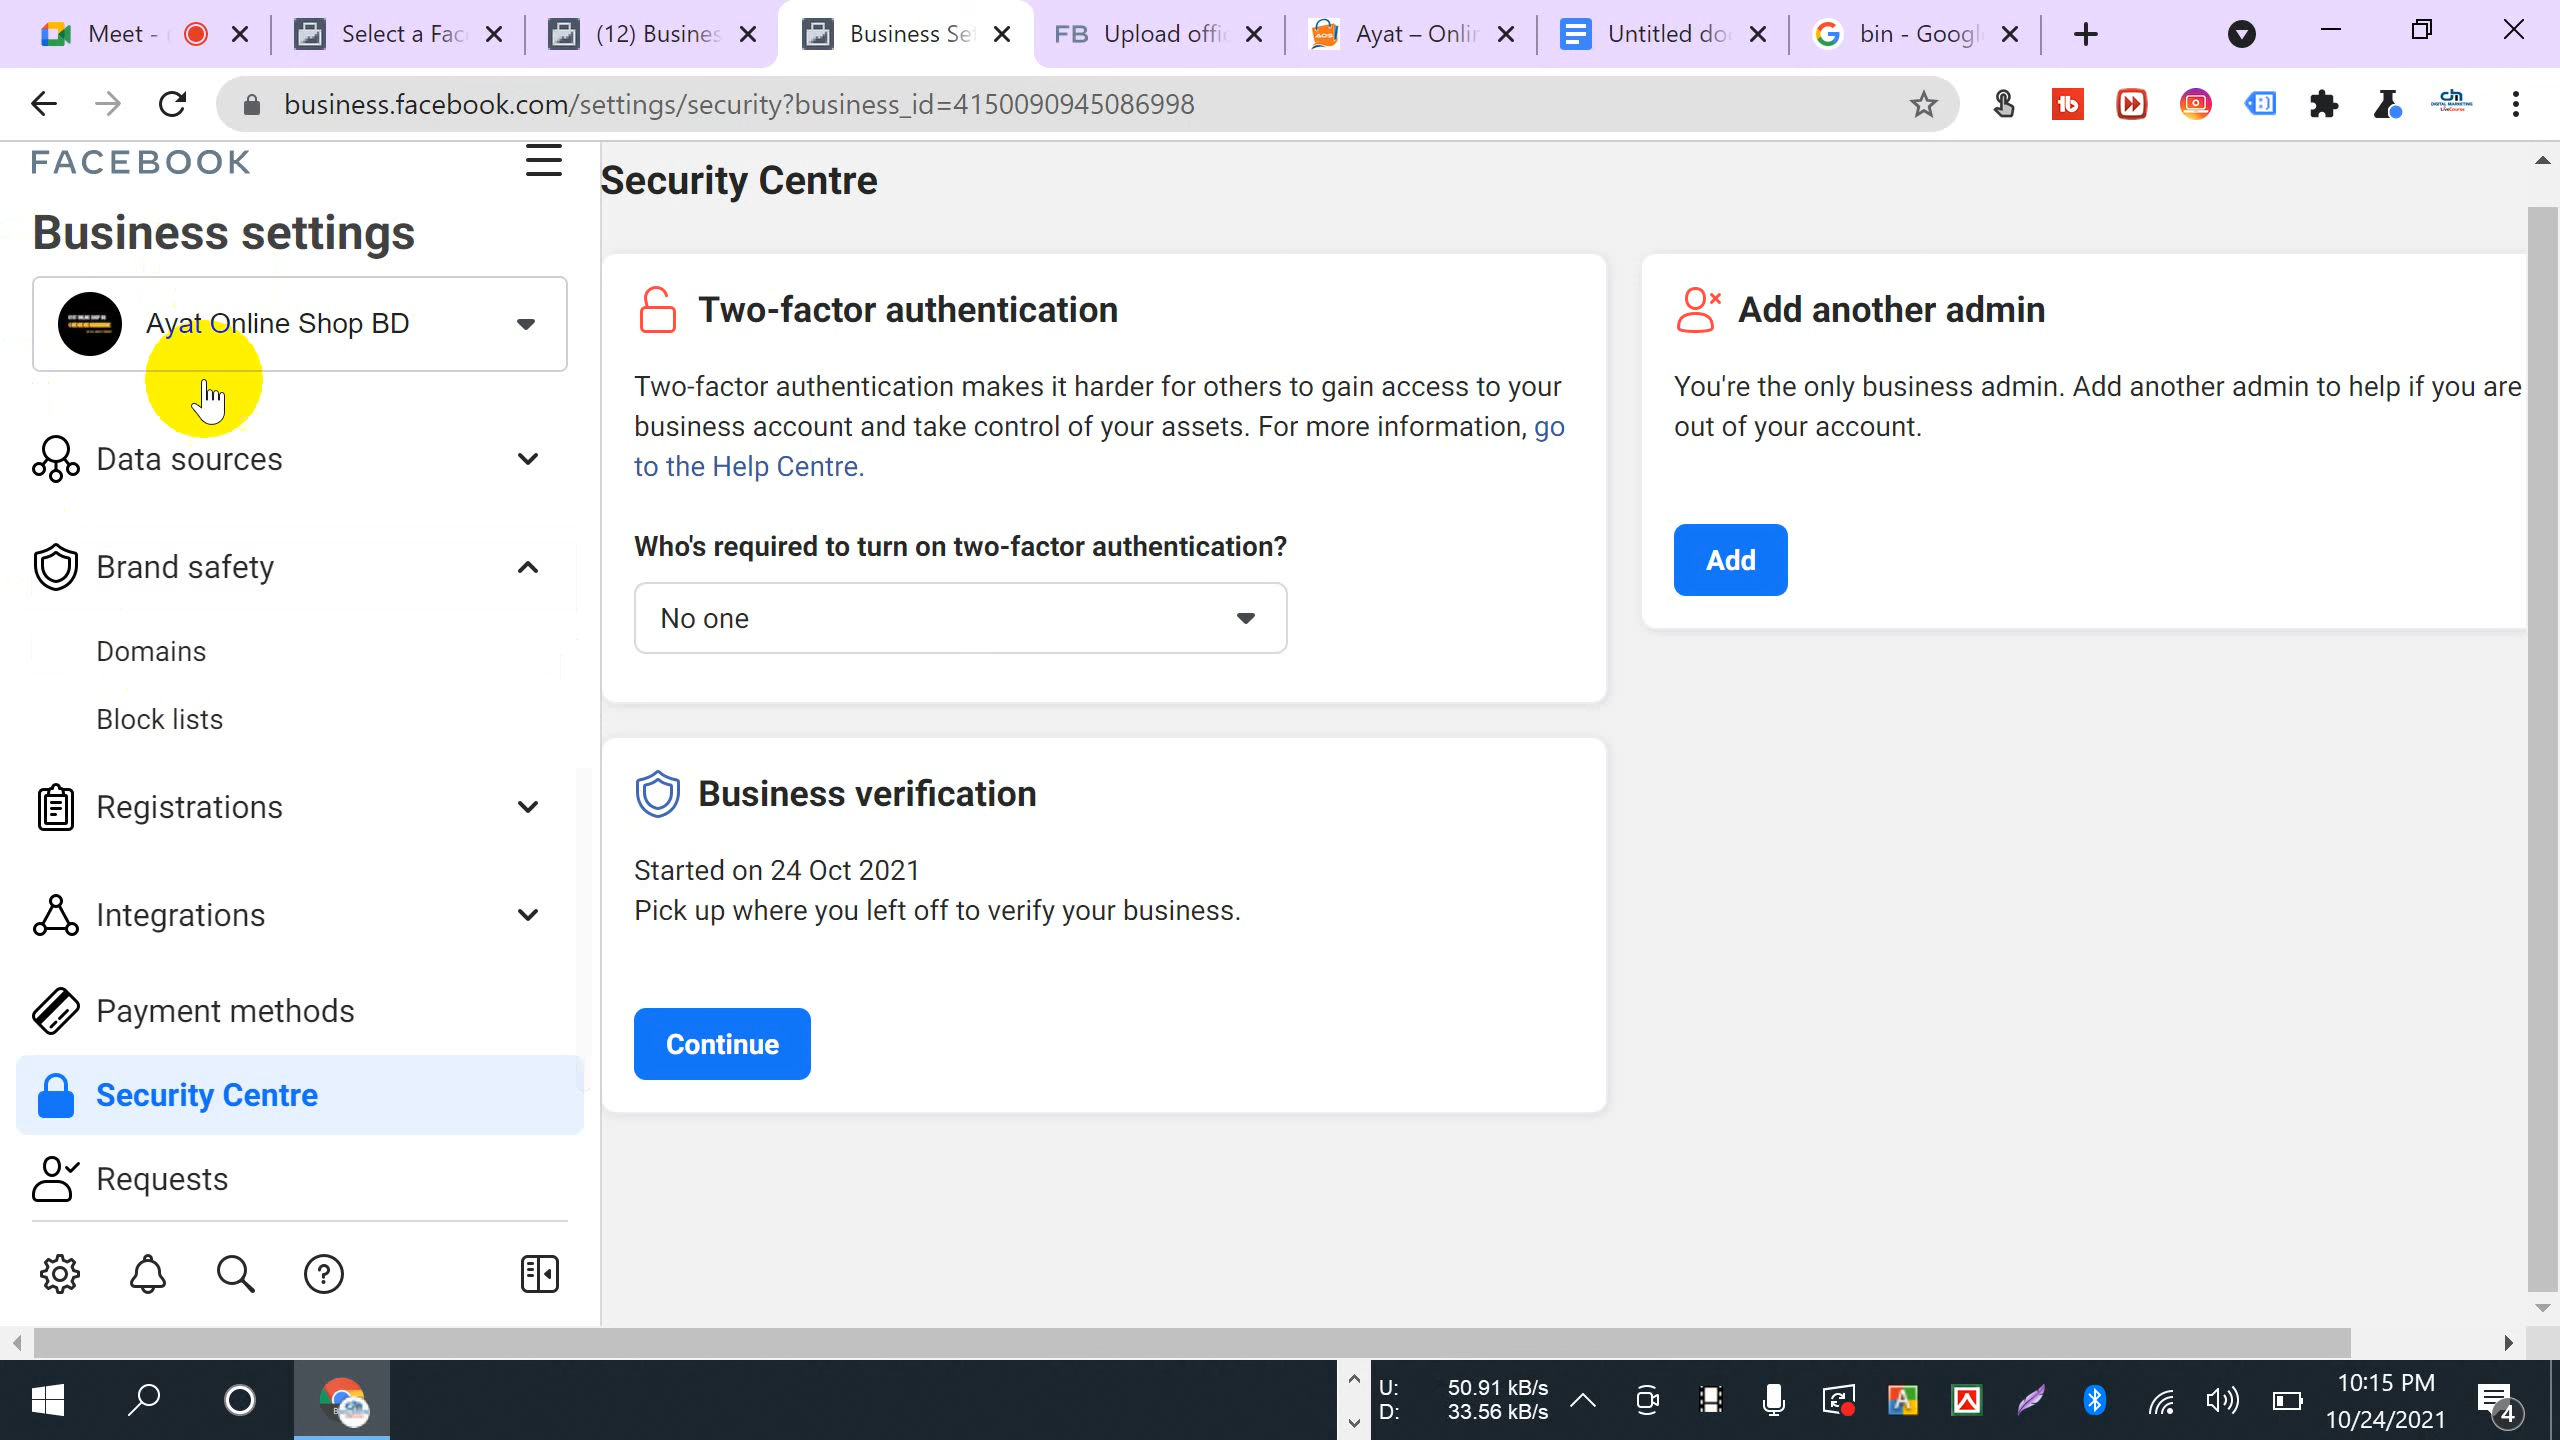 Meet -
Select a Fac
(12) Busines
Business Se
FB Upload offi
Ayat – Onlin
Untitled do
bin - Googl
business.facebook.com/settings/security?business_id=4150090945086998
FACEBOOK
Business settings
Ayat Online Shop BD
Data sources
Brand safety
Domains
Block lists
Registrations
Integrations
Payment methods
Security Centre
Requests
Security Centre
Two-factor authentication
Two-factor authentication makes it harder for others to gain access to your
business account and take control of your assets. For more information, go
to the Help Centre.
Who's required to turn on two-factor authentication?
No one
Business verification
Started on 24 Oct 2021
Pick up where you left off to verify your business.
Continue
Add another admin
You're the only business admin. Add another admin to help if you are
out of your account.
Add
U: 50.91 kB/s
D: 33.56 kB/s
10:15 PM
10/24/2021
4